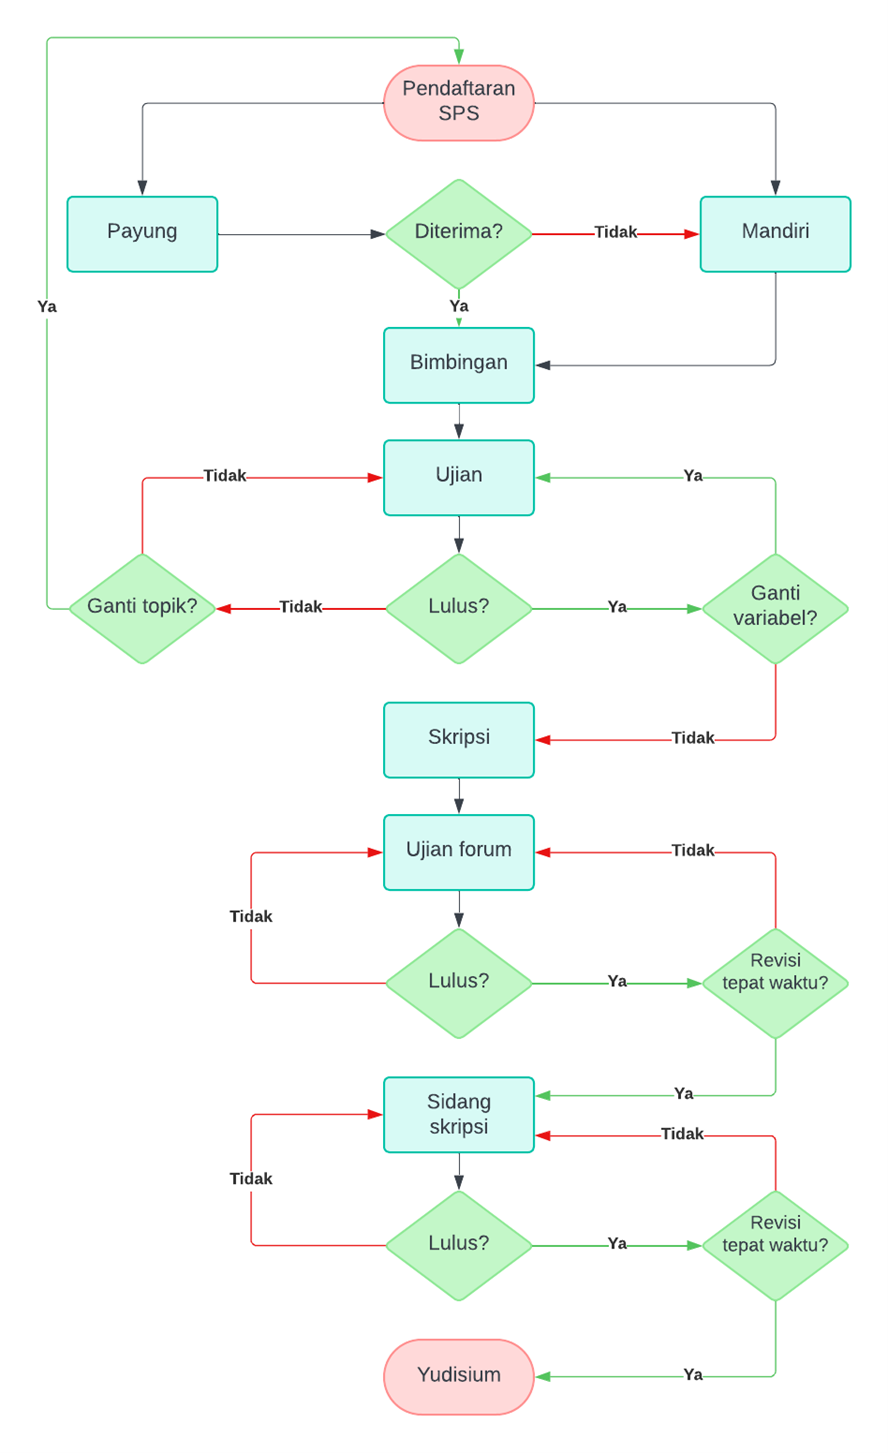 Pendaftaran
SPS
Payung
Diterima?
Tidak
Mandiri
Ya
Ya
Bimbingan
Tidak
Ujian
Ya
Ganti topik?
Tidak
Lulus?
Ya
Ganti
variabel?
Skripsi
Tidak
Ujian forum
Tidak
Tidak
Lulus?
Ya
Revisi
tepat waktu?
Ya
Sidang
skripsi
Tidak
Tidak
Lulus?
Ya
Revisi
tepat waktu?
Yudisium
Ya